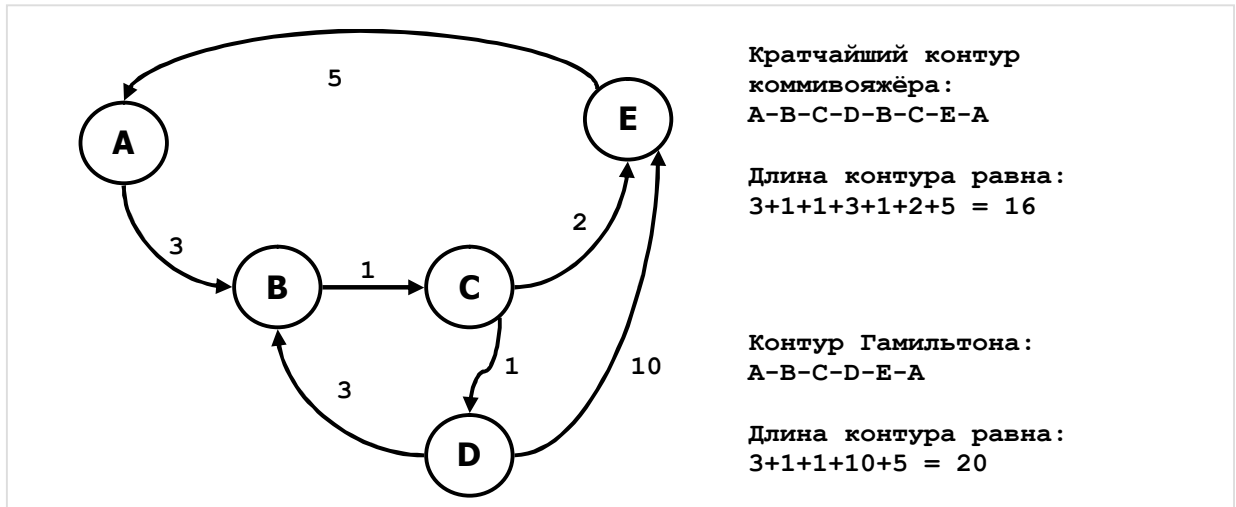 5
A
E
3
2
B
1
C
3
1
10
D
Кратчайший контур
коммивояжёра:
A-B-C-D-B-C-E-A
Длина контура равна:
3+1+1+3+1+2+5 = 16
Контур Гамильтона:
A-B-C-D-E-A
Длина контура равна:
3+1+1+10+5 = 20